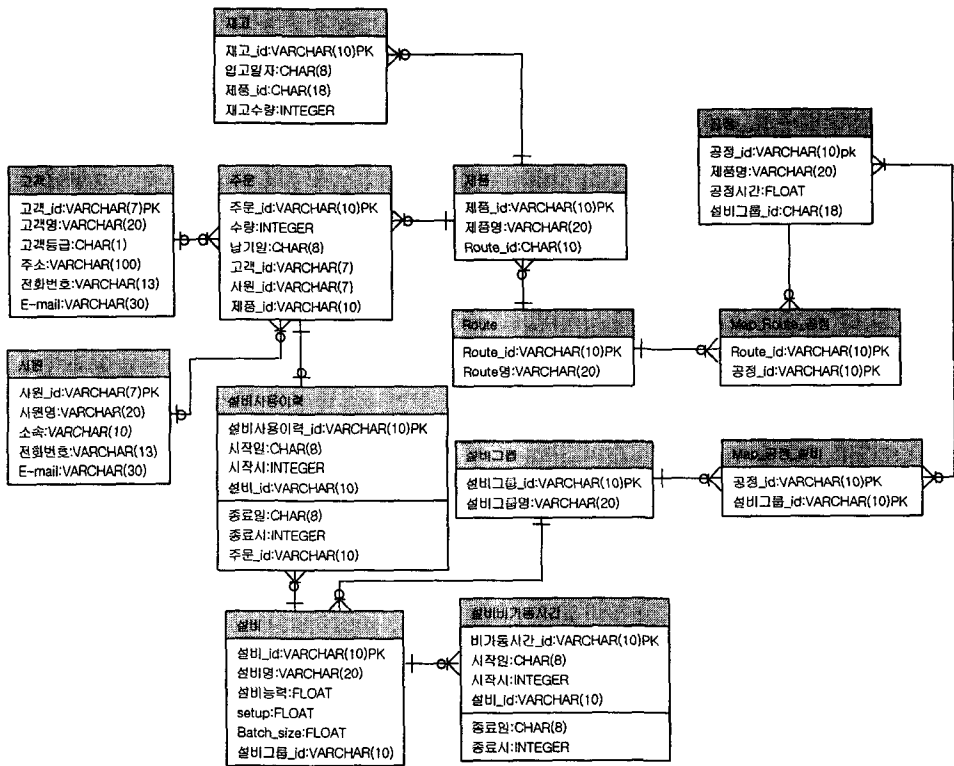 재고
재고_id:VARCHAR(10)PK
입고일자:CHAR(8)
제품_id:CHAR(18)
재고수량:INTEGER
공정
공정_id:VARCHAR(10)pk
제품명:VARCHAR(20)
공정시간:FLOAT
설비그룹_id:CHAR(18)
고객
고객_id:VARCHAR(7)PK
고객명:VARCHAR(20)
고객등급:CHAR(1)
주소:VARCHAR(100)
전화번호:VARCHAR(13)
E-mail:VARCHAR(30)
주문
주문_id:VARCHAR(10)PK
수량:INTEGER
납기일:CHAR(8)
고객_id:VARCHAR(7)
사원_id:VARCHAR(7)
제품_id:VARCHAR(10)
제품
제품_id:VARCHAR(10)PK
제품명:VARCHAR(20)
Route_id:CHAR(10)
Route
Route_id:VARCHAR(10)PK
Route명:VARCHAR(20)
Map_Route_공정
Route_id:VARCHAR(10)PK
공정_id:VARCHAR(10)PK
사원
사원_id:VARCHAR(7)PK
사원명:VARCHAR(20)
소속:VARCHAR(10)
전화번호:VARCHAR(13)
E-mail:VARCHAR(30)
설비사용이력
설비사용이력_id:VARCHAR(10)PK
시작일:CHAR(8)
시작시:INTEGER
설비_id:VARCHAR(10)
종료일:CHAR(8)
종료시:INTEGER
주문_id:VARCHAR(10)
설비그룹
설비그룹_id:VARCHAR(10)PK
설비그룹명:VARCHAR(20)
Map_공정_설비
공정_id:VARCHAR(10)PK
설비그룹_id:VARCHAR(10)PK
설비
설비_id:VARCHAR(10)PK
설비명:VARCHAR(20)
설비능력:FLOAT
setup:FLOAT
Batch_size:FLOAT
설비그룹_id:VARCHAR(10)
설비비가동시간
비가동시간_id:VARCHAR(10)PK
시작일:CHAR(8)
시작시:INTEGER
설비_id:VARCHAR(10)
종료일:CHAR(8)
종료시:INTEGER